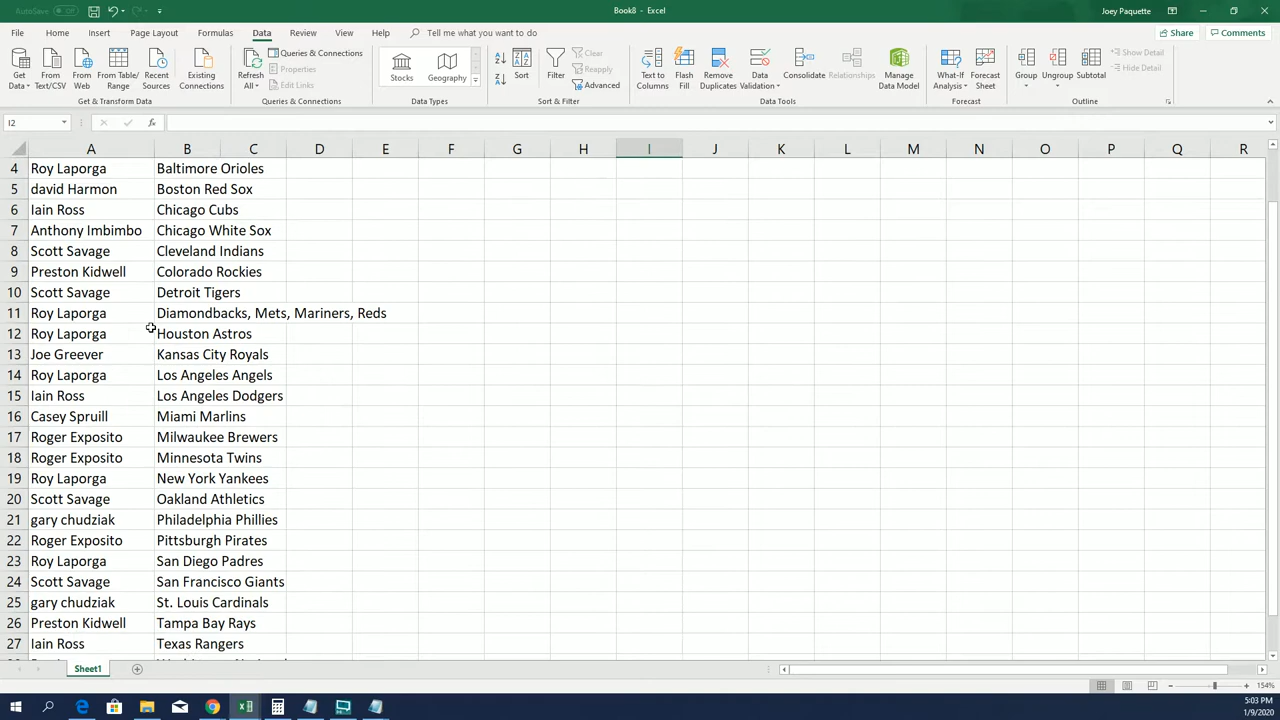 AutoSave Off
Book8 - Excel
Joey Paquette
File Home Insert Page Layout Formulas Data Review View Help Tell me what you want to do
Share Comments
Get Data
From Text/CSV
From Web
From Table/Range
Recent Sources
Existing Connections
Get & Transform Data
Refresh All
Queries & Connections
Properties
Edit Links
Queries & Connections
Stocks
Geography
Data Types
Sort
Filter
Clear
Reapply
Advanced
Sort & Filter
Text to Columns
Flash Fill
Remove Duplicates
Data Validation
Consolidate
Relationships
Manage Data Model
Data Tools
What-If Analysis
Forecast Sheet
Forecast
Group
Ungroup
Subtotal
Show Detail
Hide Detail
Outline
I2 fx
A B C D E F G H I J K L M N O P Q R
4 Roy Laporga Baltimore Orioles
5 david Harmon Boston Red Sox
6 Iain Ross Chicago Cubs
7 Anthony Imbimbo Chicago White Sox
8 Scott Savage Cleveland Indians
9 Preston Kidwell Colorado Rockies
10 Scott Savage Detroit Tigers
11 Roy Laporga Diamondbacks, Mets, Mariners, Reds
12 Roy Laporga Houston Astros
13 Joe Greever Kansas City Royals
14 Roy Laporga Los Angeles Angels
15 Iain Ross Los Angeles Dodgers
16 Casey Spruill Miami Marlins
17 Roger Exposito Milwaukee Brewers
18 Roger Exposito Minnesota Twins
19 Roy Laporga New York Yankees
20 Scott Savage Oakland Athletics
21 gary chudziak Philadelphia Phillies
22 Roger Exposito Pittsburgh Pirates
23 Roy Laporga San Diego Padres
24 Scott Savage San Francisco Giants
25 gary chudziak St. Louis Cardinals
26 Preston Kidwell Tampa Bay Rays
27 Iain Ross Texas Rangers
Sheet1
154%
5:03 PM
1/9/2020